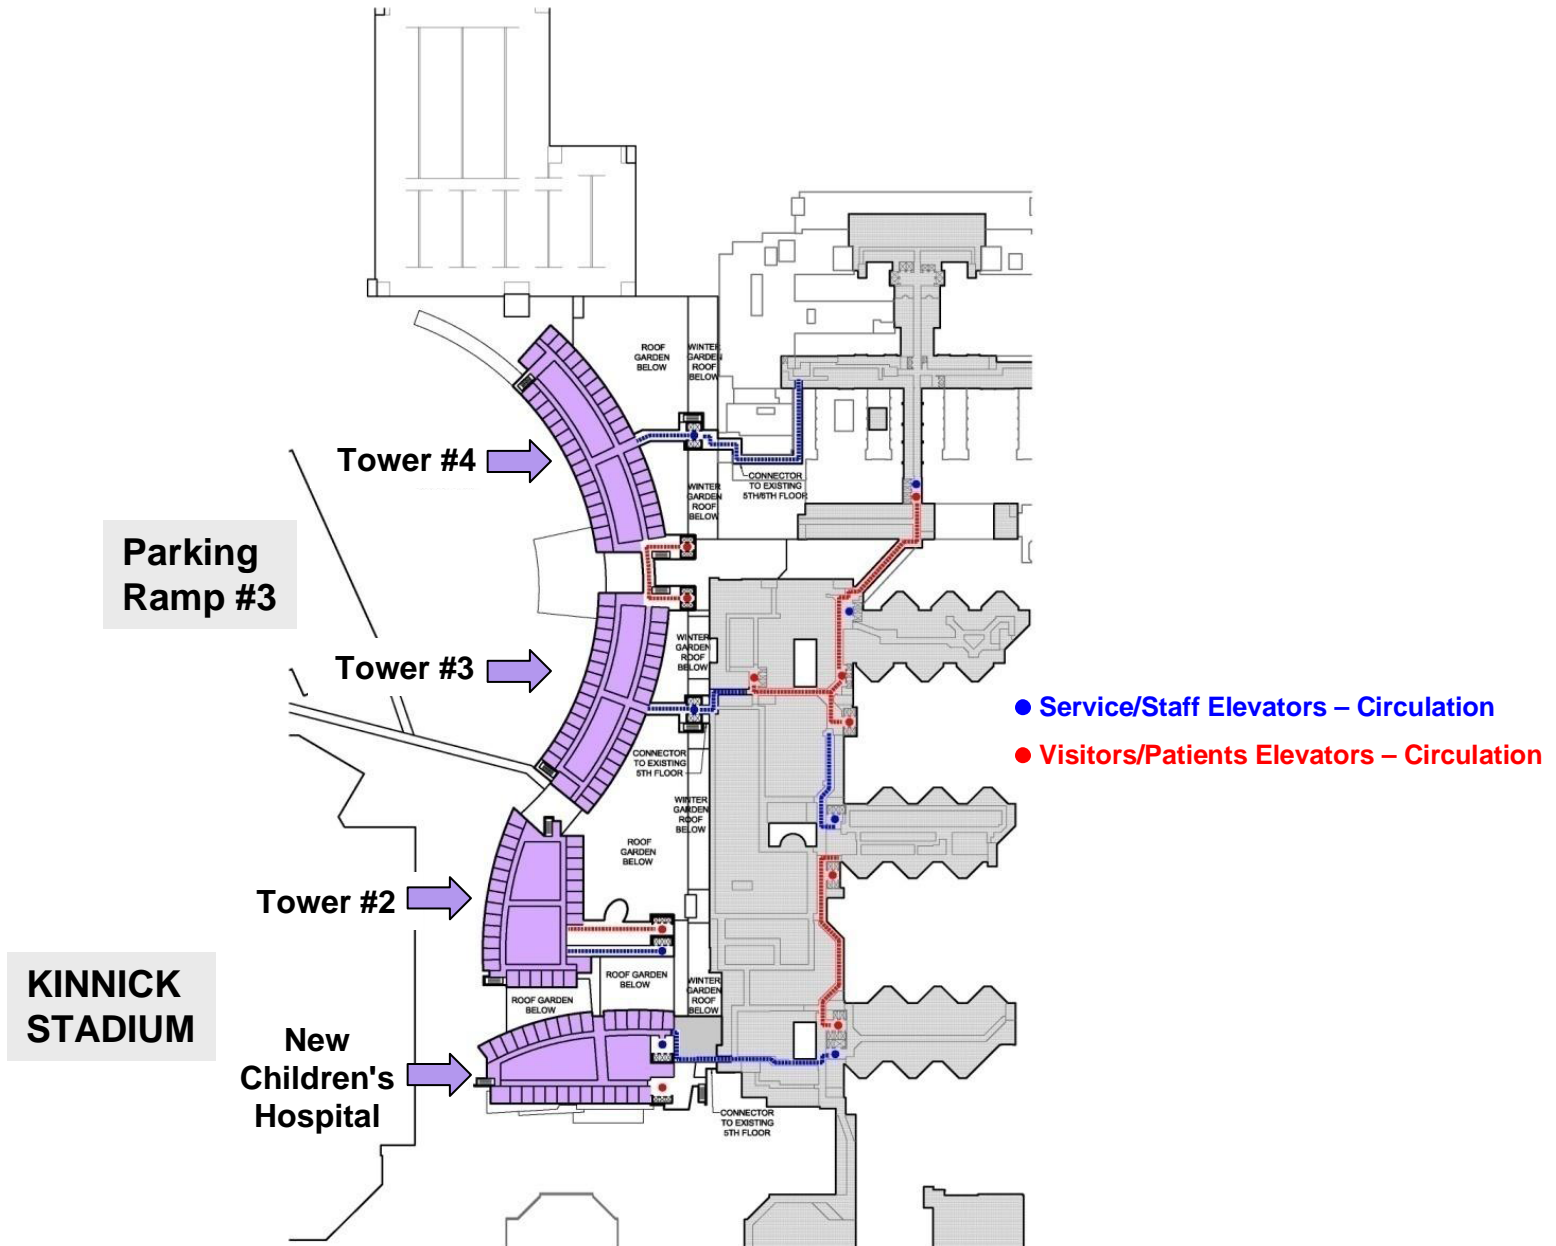 ROOF
GARDEN
BELOW
WINTER
GARDEN
ROOF
BELOW
Tower #4
CONNECTOR
TO EXISTING
5TH/6TH FLOOR
WINTER
GARDEN
ROOF
BELOW
Parking
Ramp #3
WINTER
GARDEN
ROOF
BELOW
Tower #3
Service/Staff Elevators – Circulation
Visitors/Patients Elevators – Circulation
CONNECTOR
TO EXISTING
5TH FLOOR
WINTER
GARDEN
ROOF
BELOW
ROOF
GARDEN
BELOW
Tower #2
KINNICK
STADIUM
ROOF GARDEN
BELOW
WINTER
GARDEN
ROOF
BELOW
ROOF GARDEN
BELOW
New
Children's
Hospital
CONNECTOR
TO EXISTING
5TH FLOOR